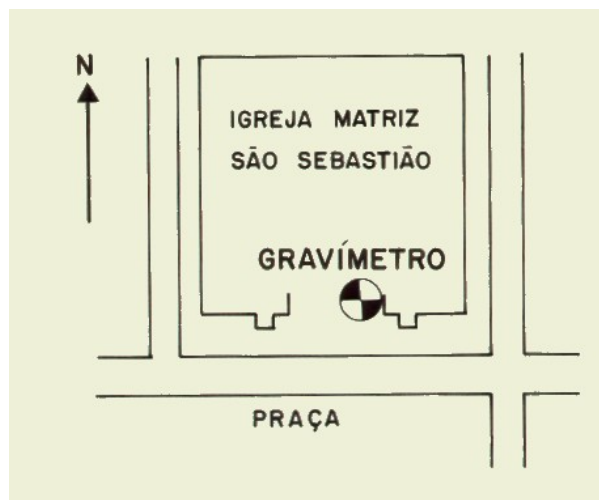 N
IGREJA MATRIZ
SÃO SEBASTIÃO
GRAVÍMETRO
PRAÇA